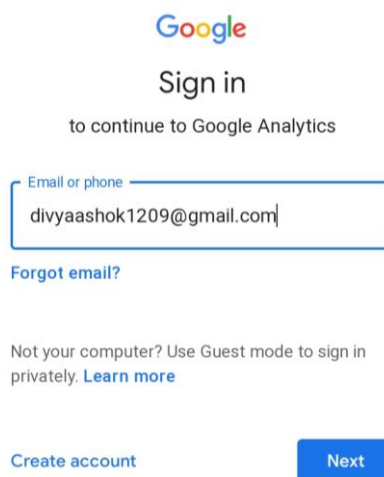 Google
Sign in
to continue to Google Analytics
Email or phone
divyaashok1209@gmail.com
Forgot email?
Not your computer? Use Guest mode to sign in
privately. Learn more
Create account
Next